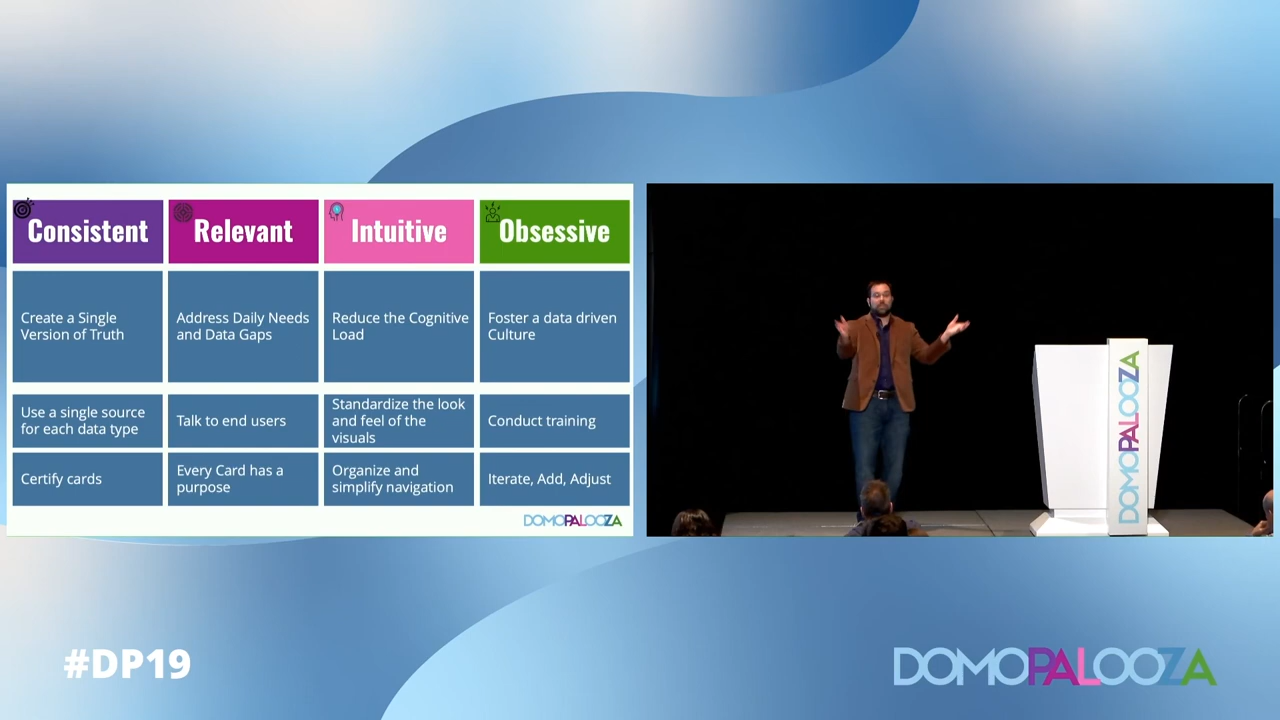 Consistent
Relevant
Intuitive
Obsessive
Create a Single
Version of Truth
Address Daily Needs
and Data Gaps
Reduce the Cognitive
Load
Foster a data driven
Culture
Use a single source
for each data type
Talk to end users
Standardize the look
and feel of the
visuals
Conduct training
Certify cards
Every Card has a
purpose
Organize and
simplify navigation
Iterate, Add, Adjust
DOMOPALOOZA
DOMOPALOOZA
#DP19
DOMOPALOOZA